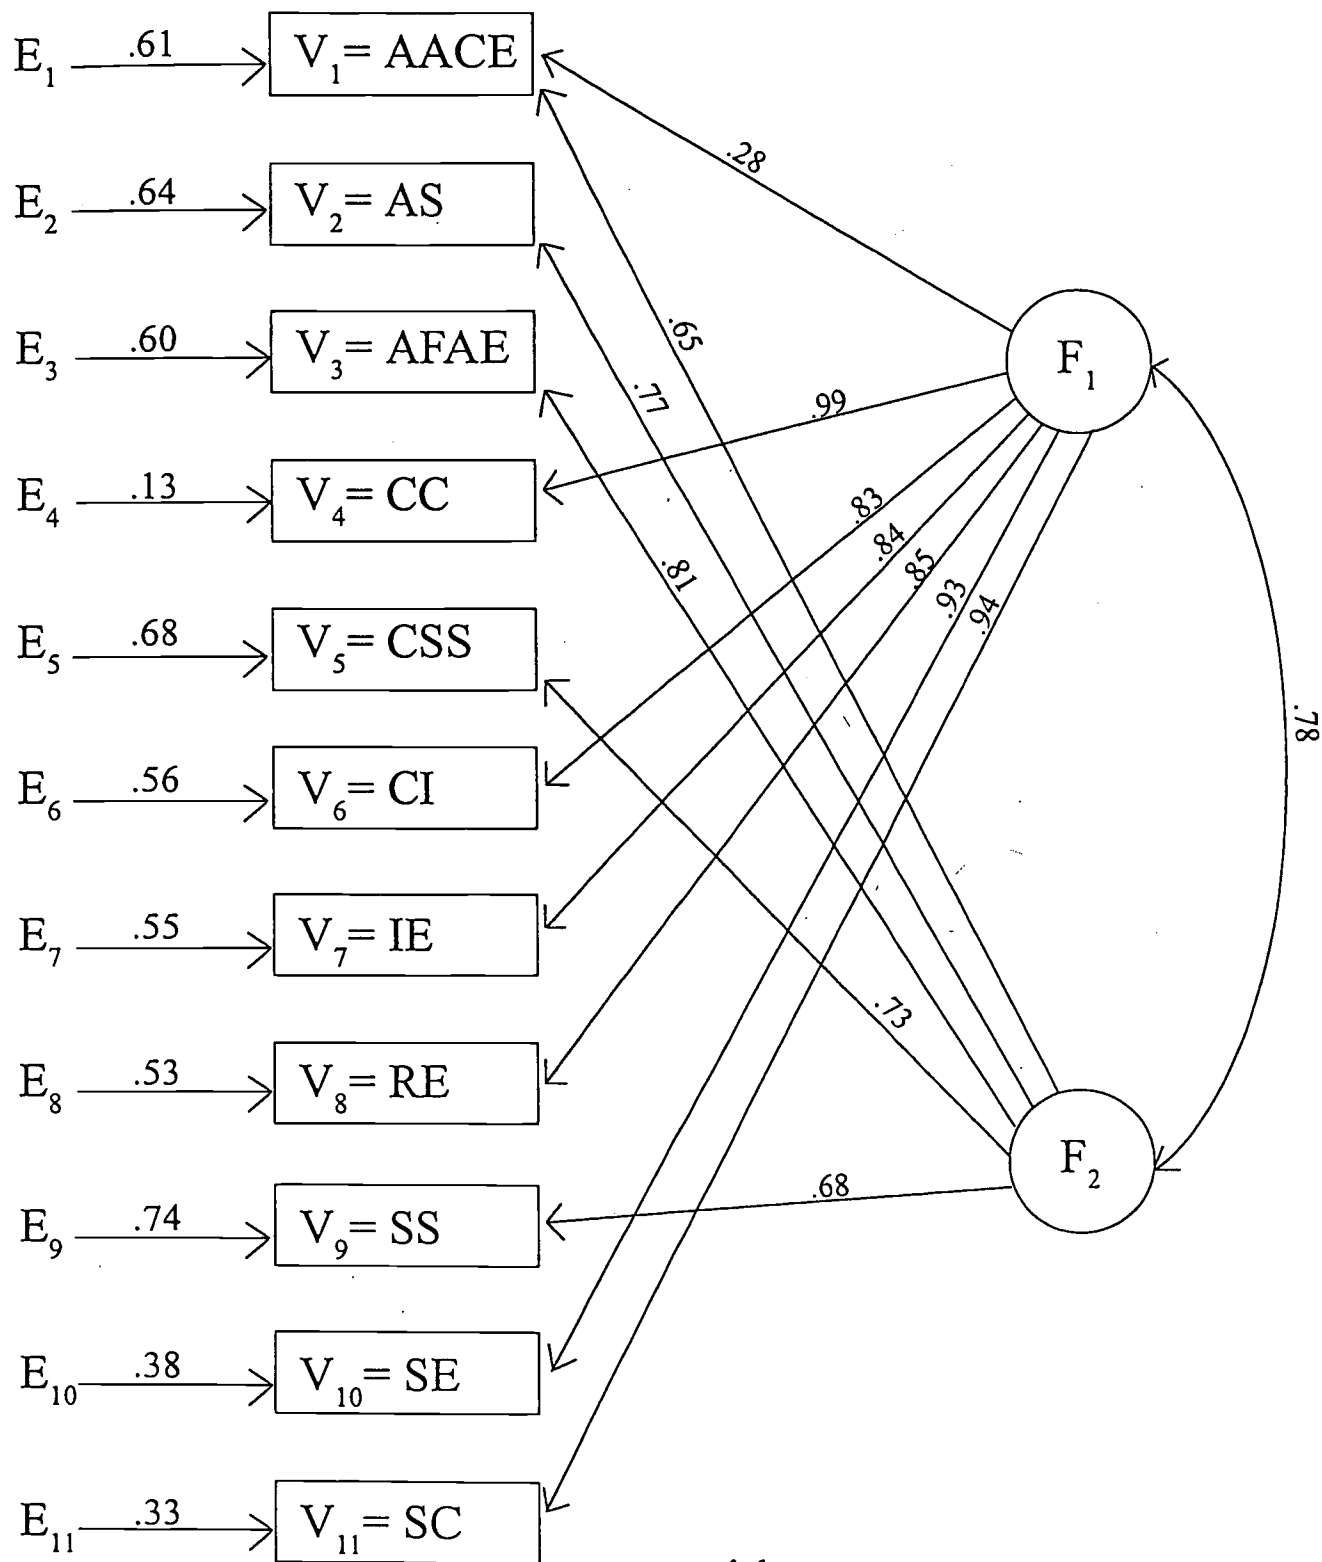 E1 .61 V1= AACE
.28
E2 .64 V2= AS
E3 .60 V3= AFAE
.65
F1
.77
.99
E4 .13 V4= CC
.83
.84
.81
.85
.93
.94
E5 .68 V5= CSS
.78
E6 .56 V6= CI
E7 .55 V7= IE
.73
E8 .53 V8= RE
F2
.68
E9 .74 V9= SS
E10 .38 V10= SE
E11 .33 V11= SC